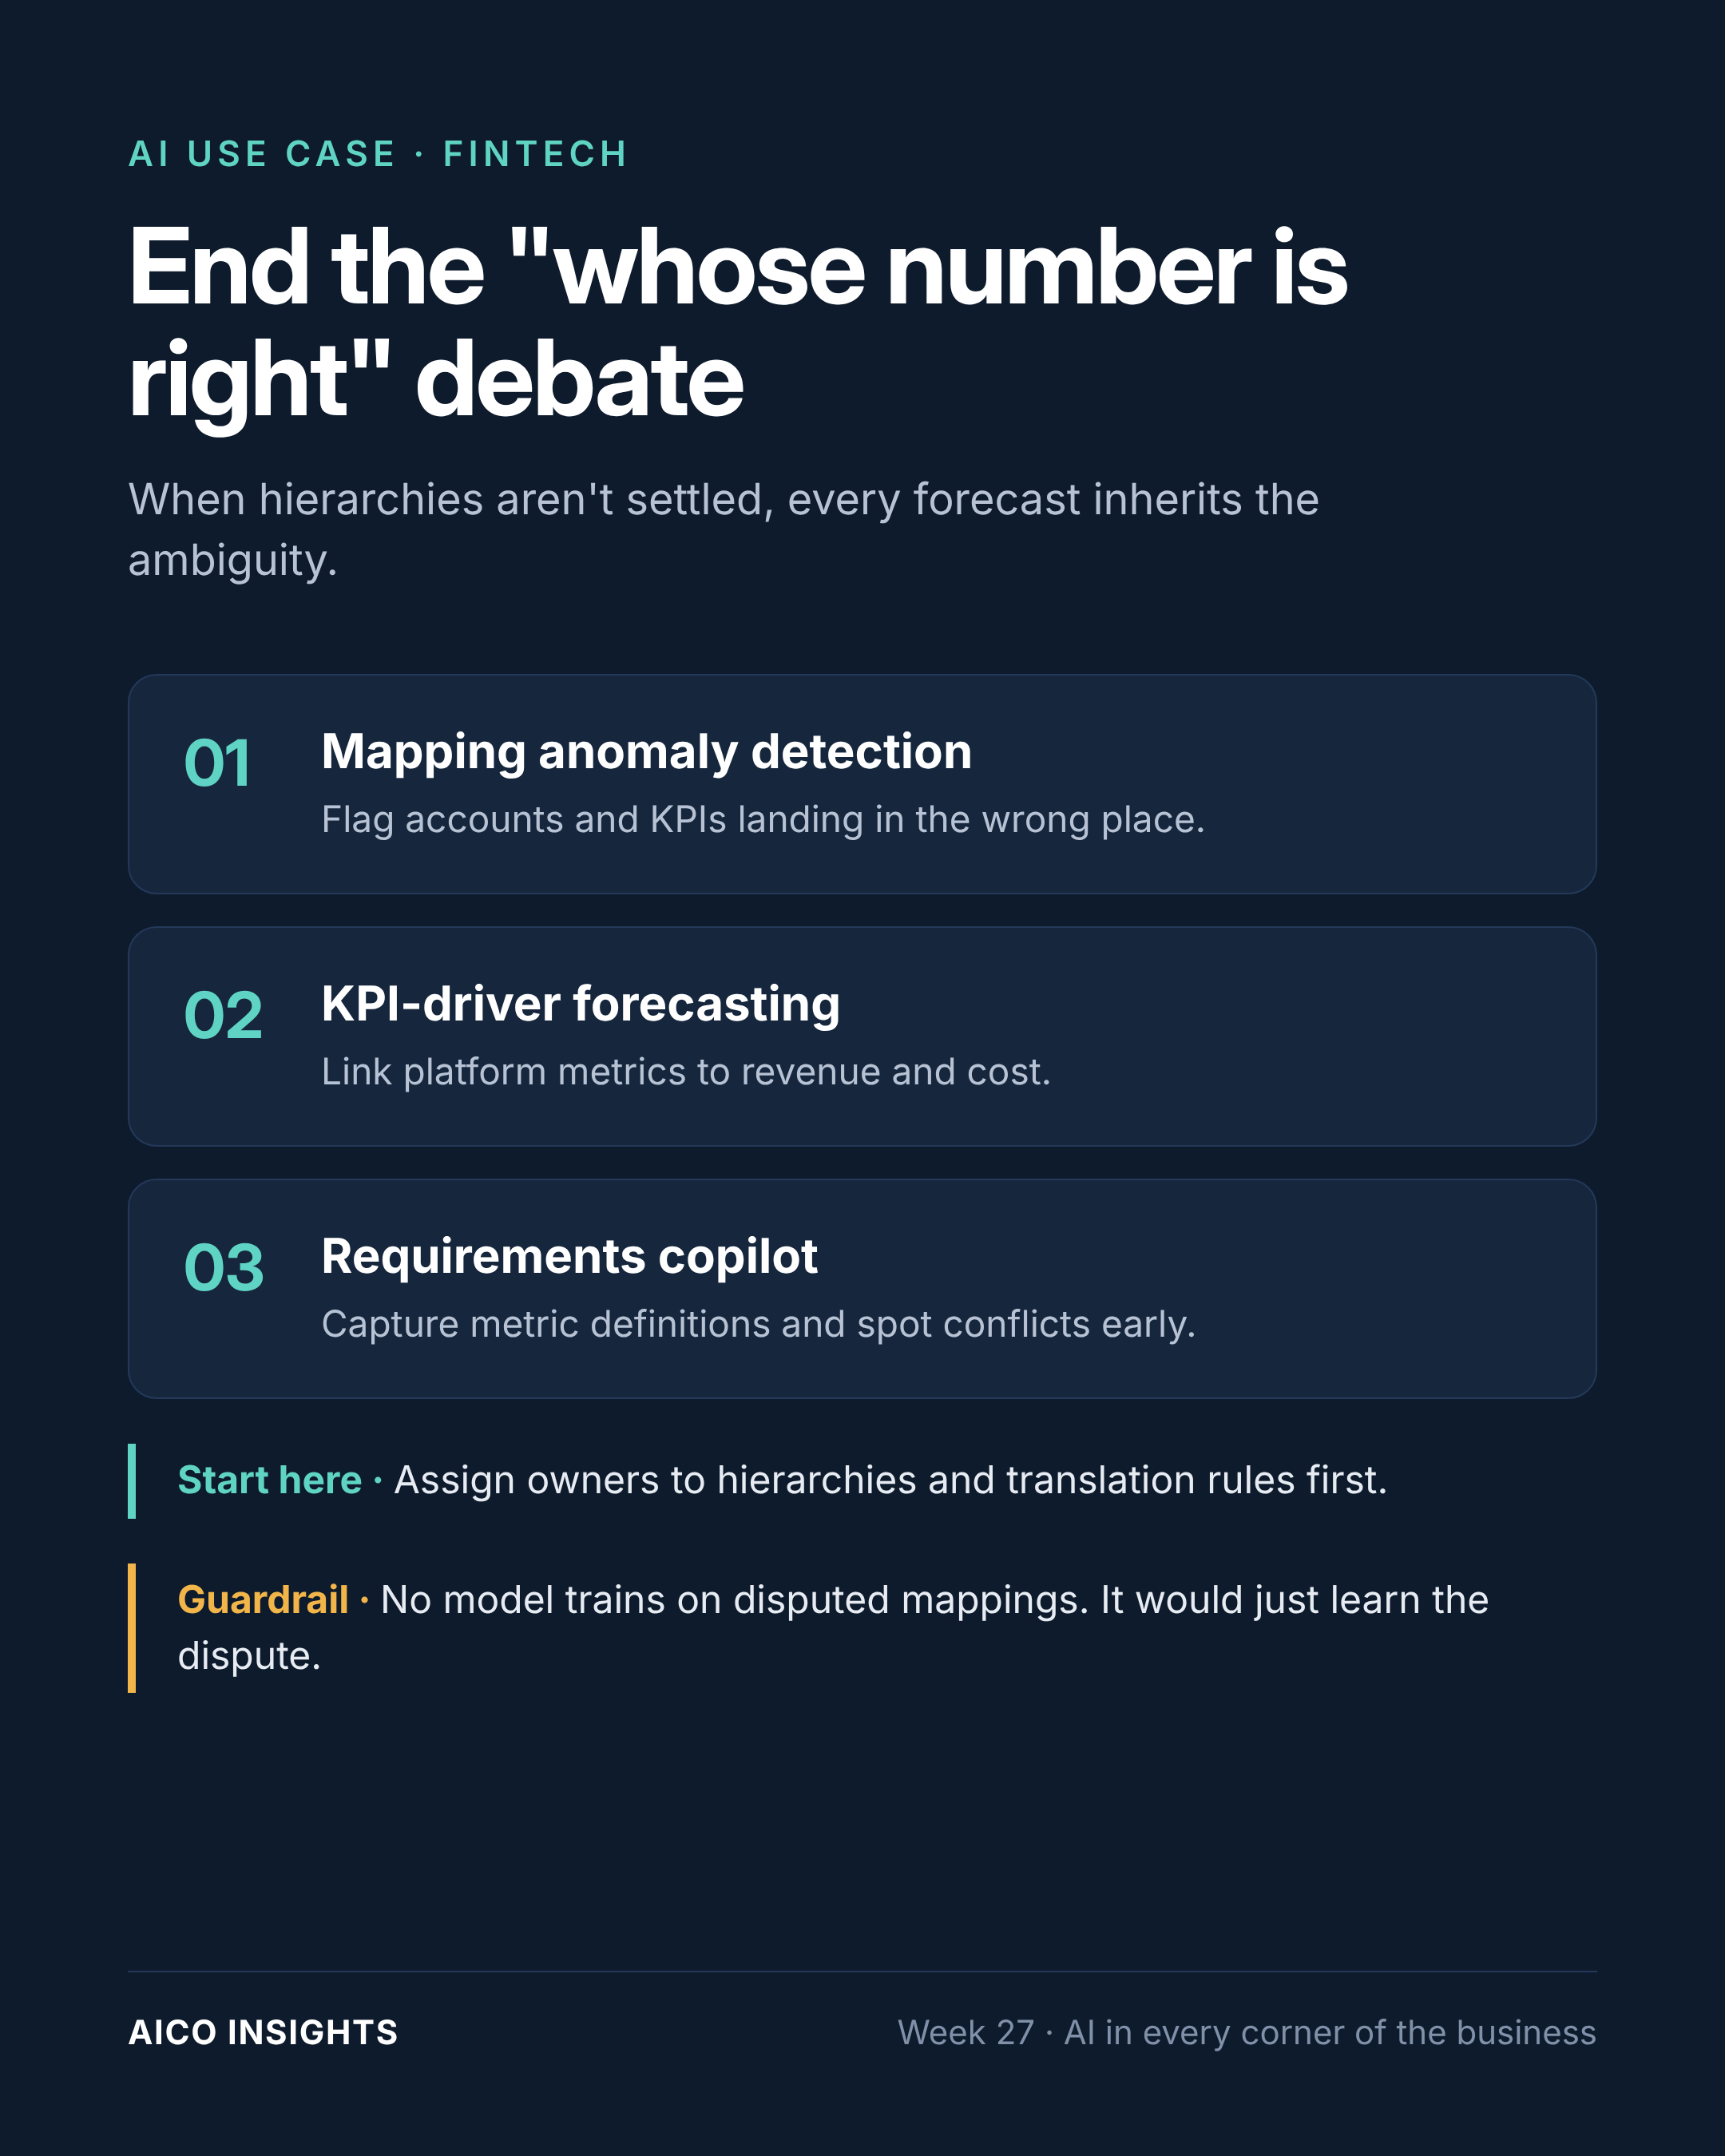 AI USE CASE · FINTECH
End the "whose number is
right" debate
When hierarchies aren't settled, every forecast inherits the
ambiguity.
01
Mapping anomaly detection
Flag accounts and KPIs landing in the wrong place.
02
KPI-driver forecasting
Link platform metrics to revenue and cost.
03
Requirements copilot
Capture metric definitions and spot conflicts early.
Start here · Assign owners to hierarchies and translation rules first.
Guardrail · No model trains on disputed mappings. It would just learn the
dispute.
AICO INSIGHTS
Week 27 · AI in every corner of the business